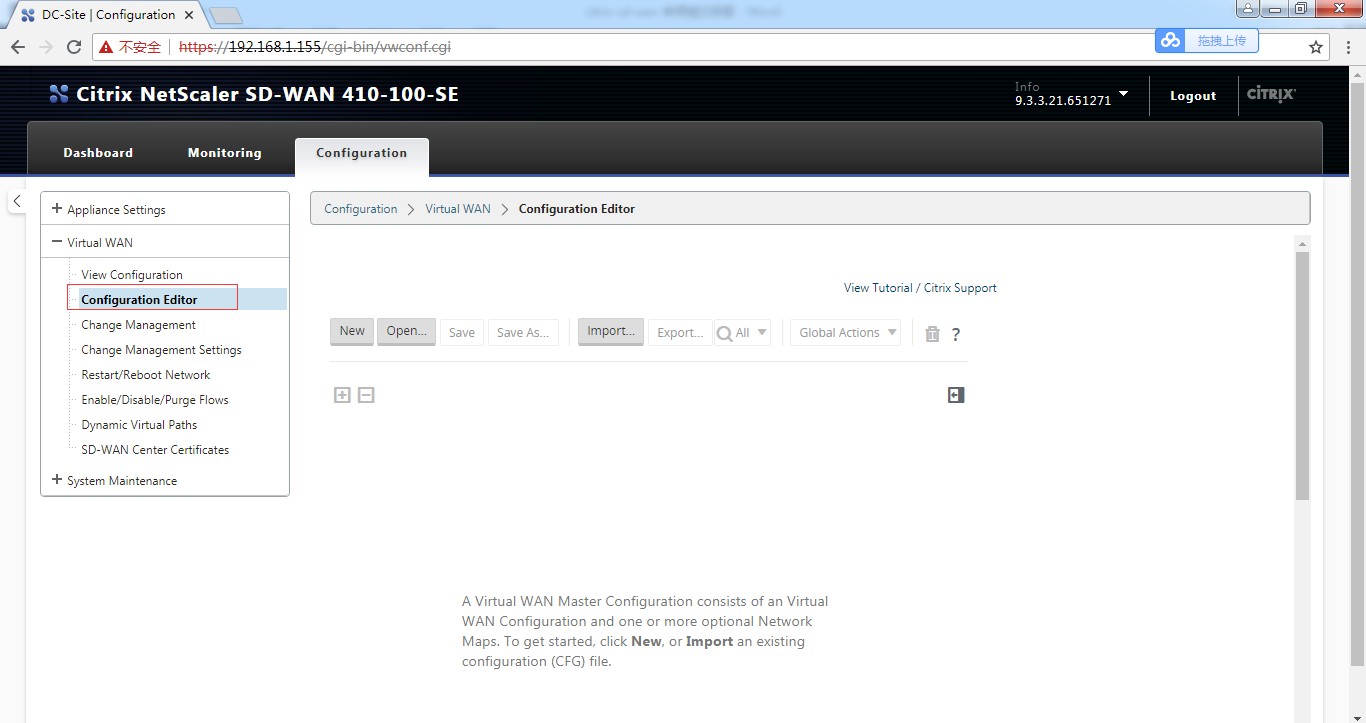 DC-Site | Configuration
不安全 https://192.168.1.155/cgi-bin/vwconf.cgi
拖拽上传
Citrix NetScaler SD-WAN 410-100-SE
Info
9.3.3.21.651271
Logout
CITRIX
Dashboard Monitoring Configuration
Appliance Settings
Virtual WAN
View Configuration
Configuration Editor
Change Management
Change Management Settings
Restart/Reboot Network
Enable/Disable/Purge Flows
Dynamic Virtual Paths
SD-WAN Center Certificates
System Maintenance
Configuration > Virtual WAN > Configuration Editor
View Tutorial / Citrix Support
New Open... Save Save As... Import... Export... All Global Actions ?
A Virtual WAN Master Configuration consists of an Virtual
WAN Configuration and one or more optional Network
Maps. To get started, click New, or Import an existing
configuration (CFG) file.